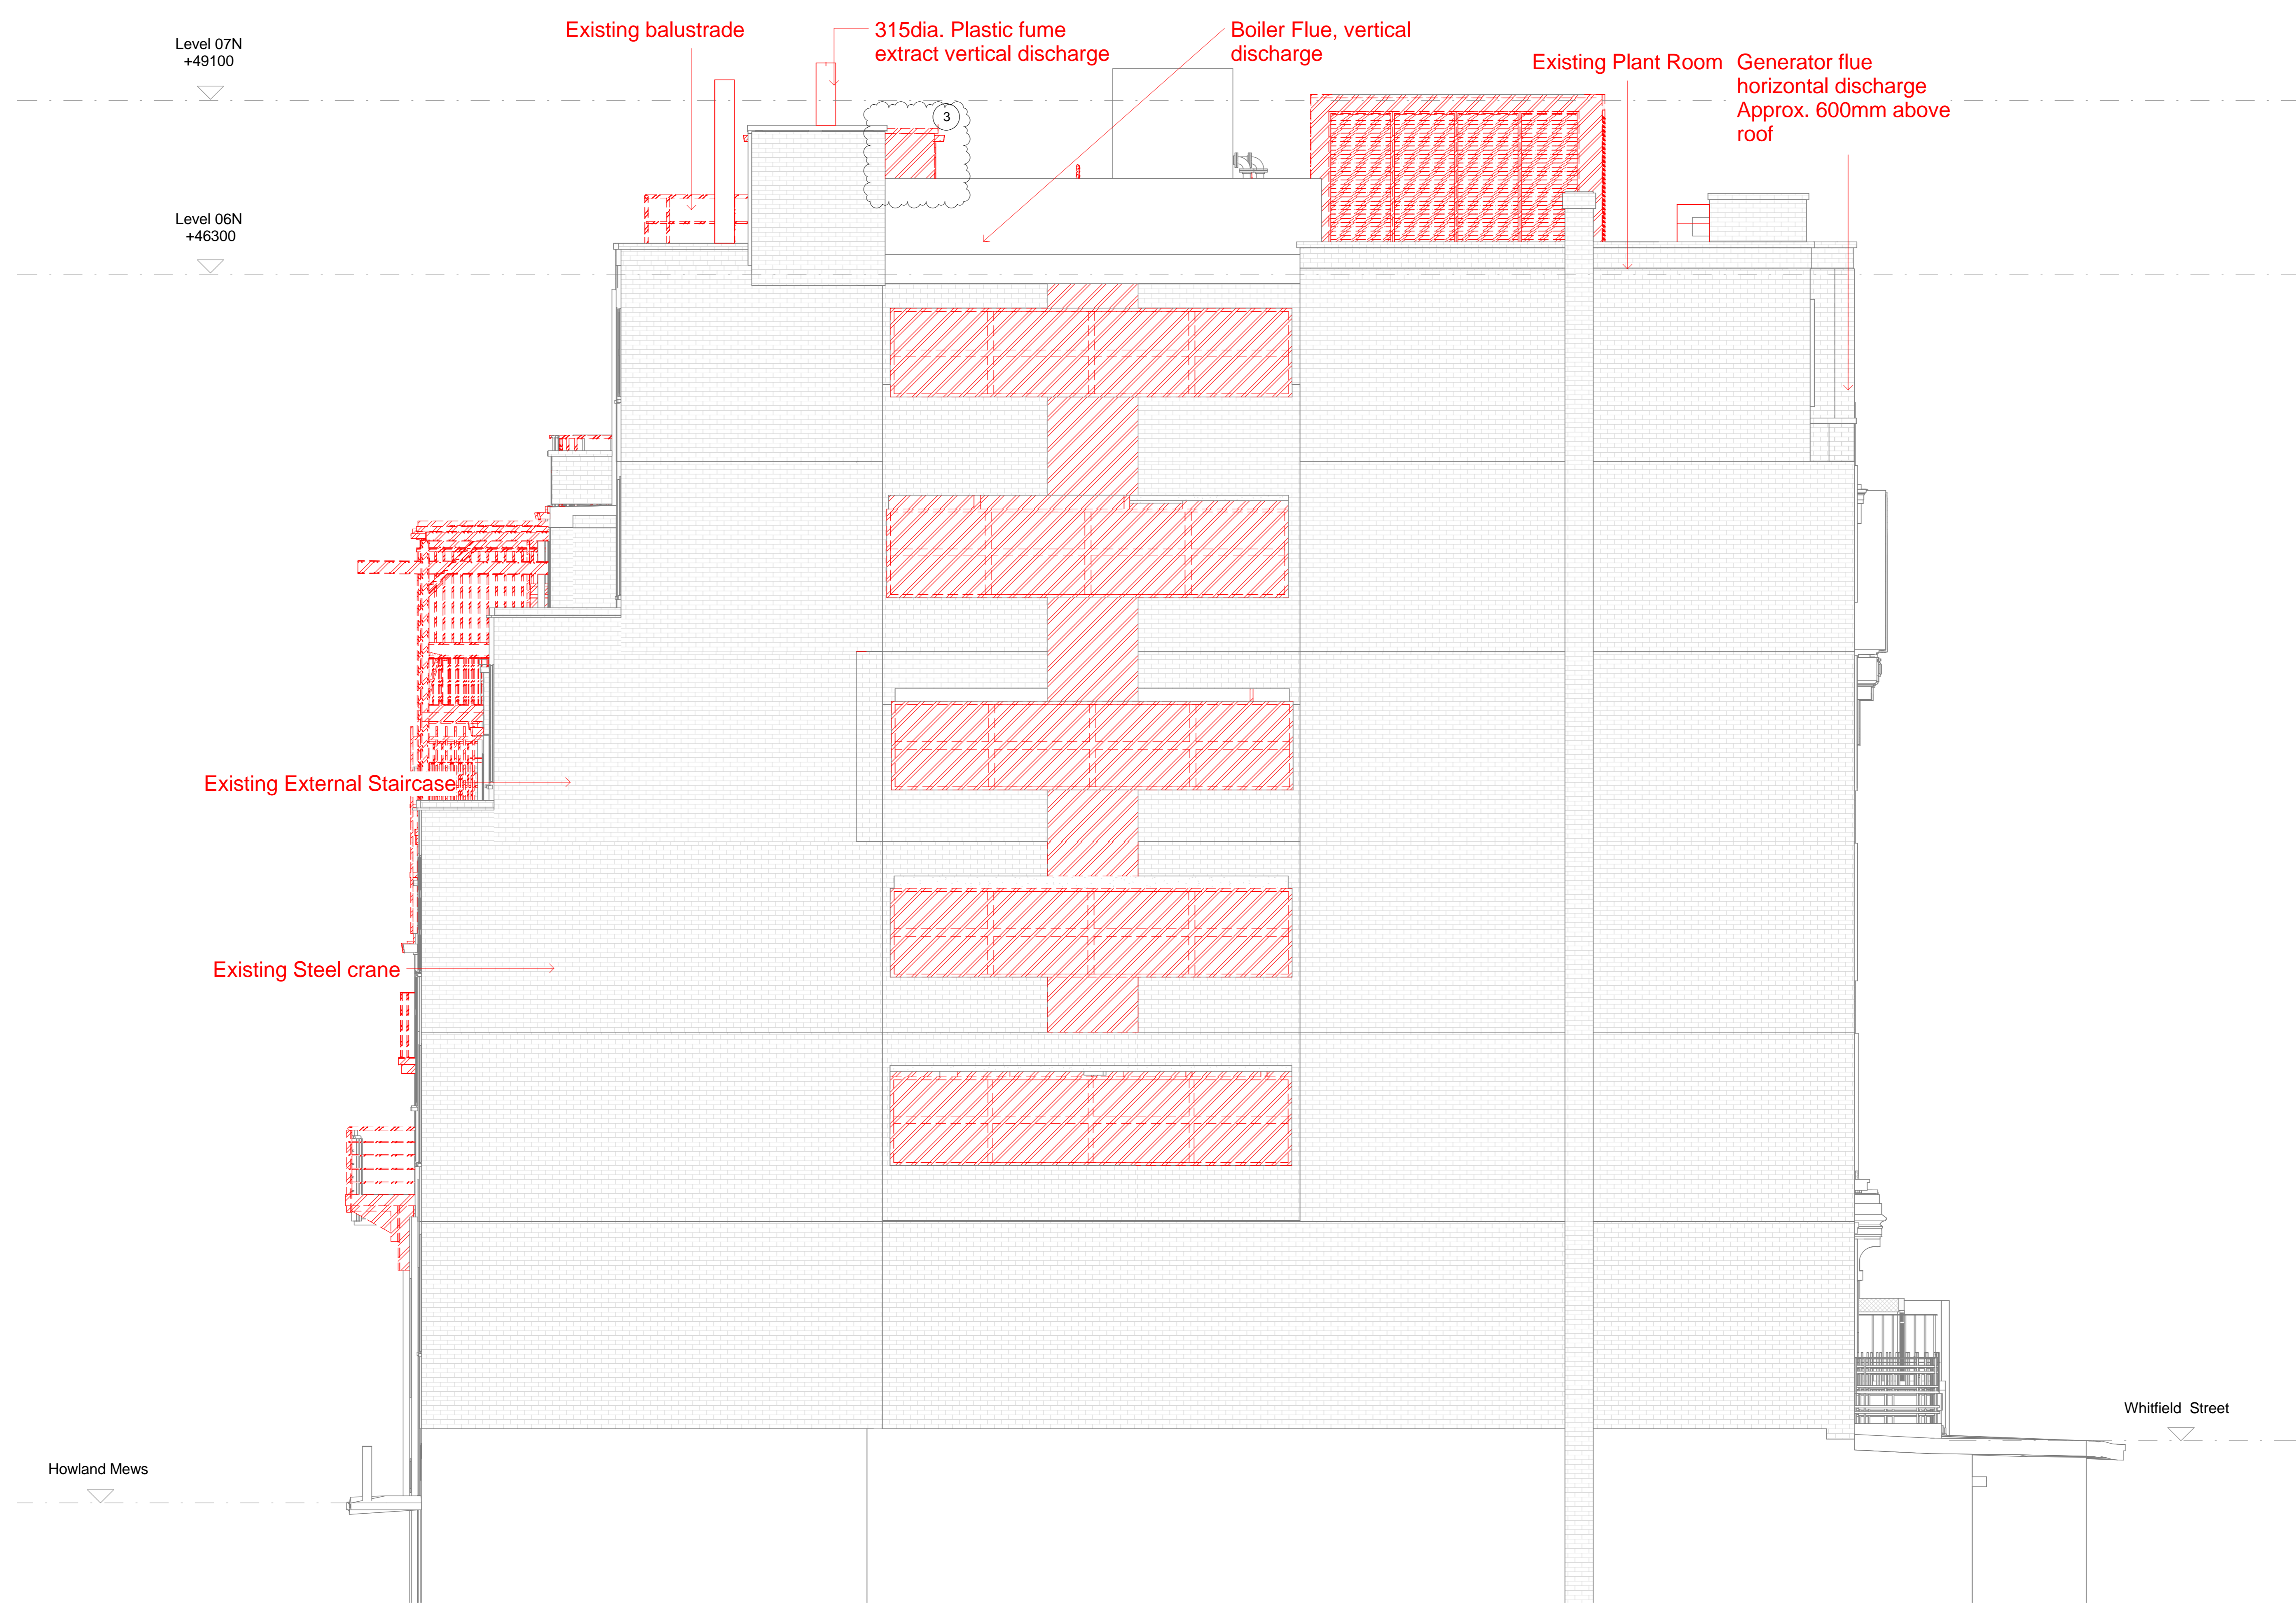 Existing balustrade
315dia. Plastic fume
extract vertical discharge
Boiler Flue, vertical
discharge
Existing Plant Room
Generator flue
horizontal discharge
Approx. 600mm above
roof
Level 07N
+49100
3
Level 06N
+46300
Existing External Staircase
Existing Steel crane
Whitfield Street
Howland Mews